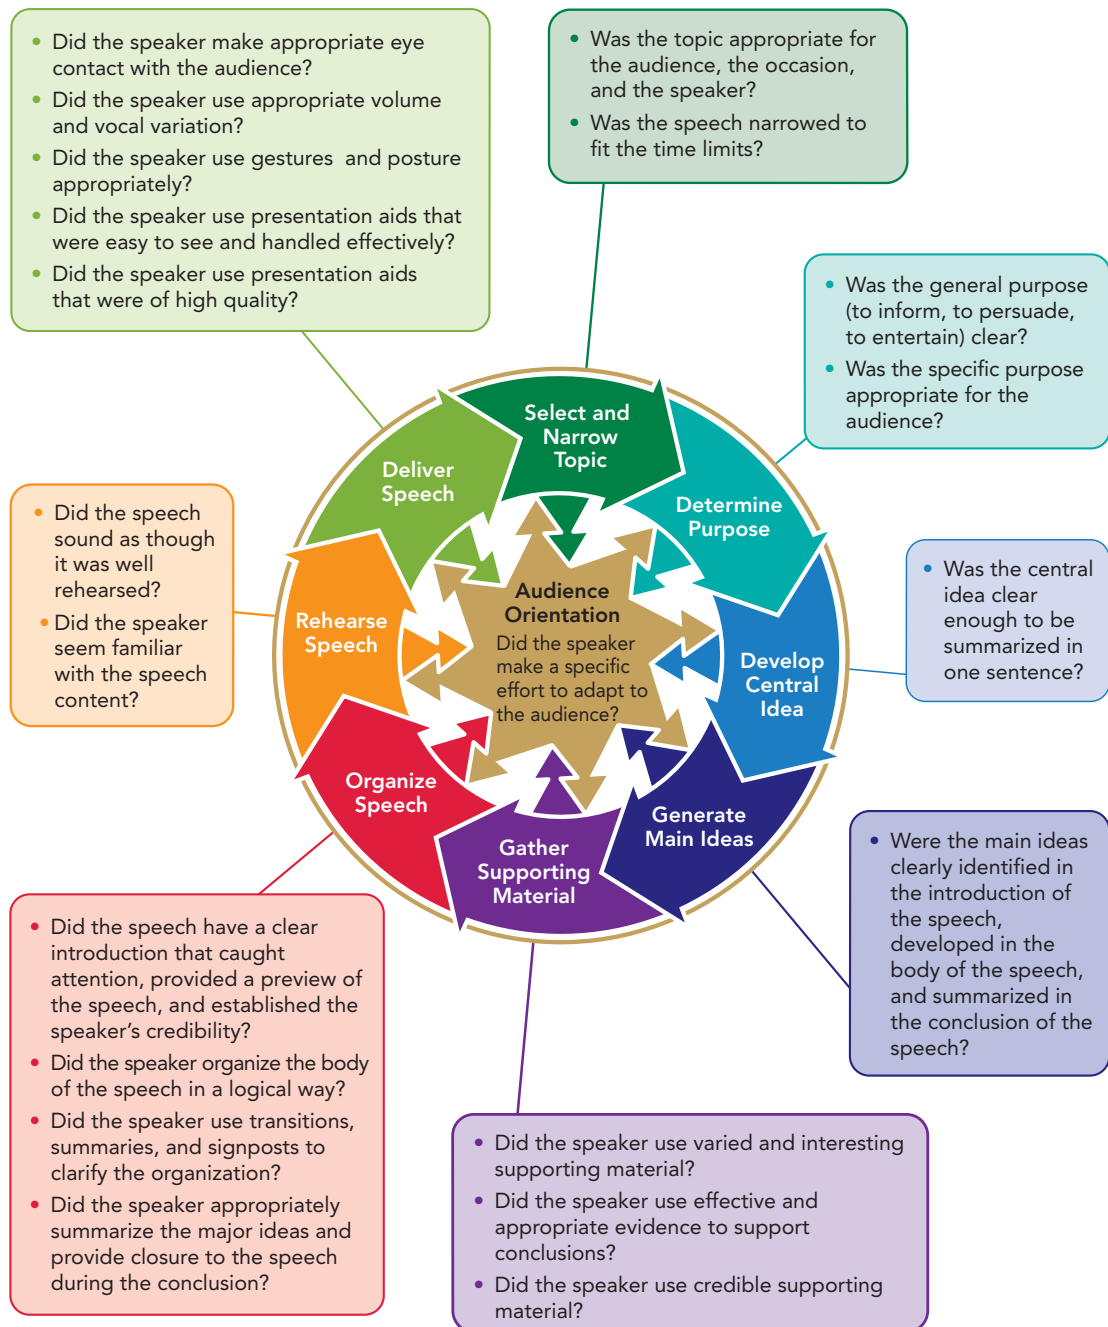 • Did the speaker make appropriate eye
contact with the audience?
• Did the speaker use appropriate volume
and vocal variation?
• Did the speaker use gestures and posture
appropriately?
• Did the speaker use presentation aids that
were easy to see and handled effectively?
• Did the speaker use presentation aids
that were of high quality?
• Was the topic appropriate for
the audience, the occasion,
and the speaker?
• Was the speech narrowed to
fit the time limits?
• Was the general purpose
(to inform, to persuade,
to entertain) clear?
• Was the specific purpose
appropriate for the
audience?
• Was the central
idea clear
enough to be
summarized in
one sentence?
• Were the main ideas
clearly identified in
the introduction of
the speech,
developed in the
body of the speech,
and summarized in
the conclusion of the
speech?
• Did the speaker use varied and interesting
supporting material?
• Did the speaker use effective and
appropriate evidence to support
conclusions?
• Did the speaker use credible supporting
material?
• Did the speech have a clear
introduction that caught
attention, provided a preview of
the speech, and established the
speaker’s credibility?
• Did the speaker organize the body
of the speech in a logical way?
• Did the speaker use transitions,
summaries, and signposts to
clarify the organization?
• Did the speaker appropriately
summarize the major ideas and
provide closure to the speech
during the conclusion?
• Did the speech
sound as though
it was well
rehearsed?
• Did the speaker
seem familiar
with the speech
content?
Select and
Narrow
Topic
Determine
Purpose
Develop
Central
Idea
Generate
Main Ideas
Gather
Supporting
Material
Organize
Speech
Rehearse
Speech
Deliver
Speech
Audience
Orientation
Did the speaker
make a specific
effort to adapt to
the audience?